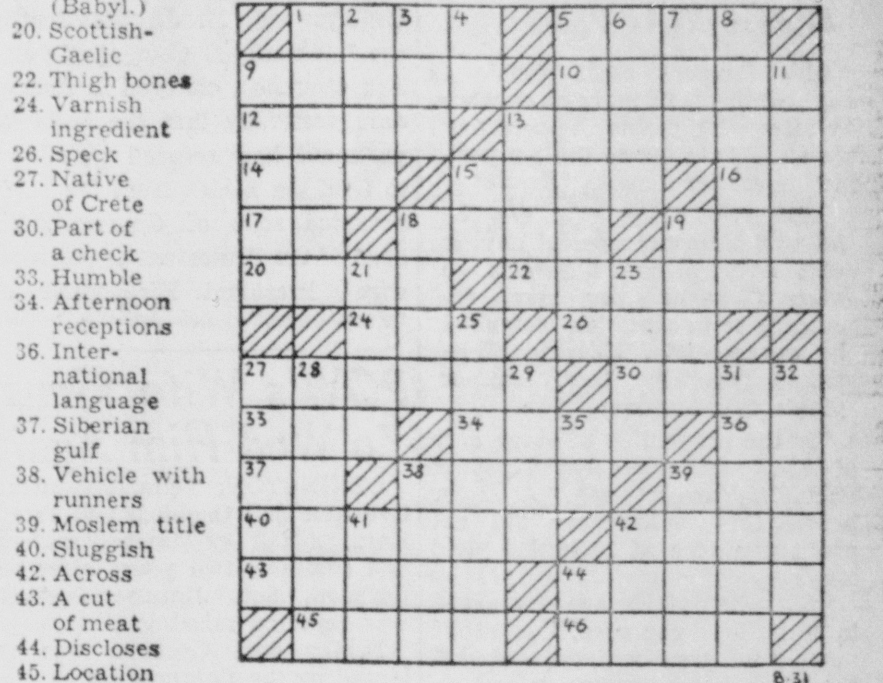 (Babyl.)
20. Scottish-
Gaelic
22. Thigh bones
24. Varnish
ingredient
26. Speck
27. Native
of Crete
30. Part of
a check
33. Humble
34. Afternoon
receptions
36. Inter-
national
language
37. Siberian
gulf
38. Vehicle with
runners
39. Moslem title
40. Sluggish
42. Across
43. A cut
of meat
44. Discloses
45. Location
1 2 3 4 5 6 7 8
9 10 11
12 13
14 15 16
17 18 19
20 21 22 23
24 25 26
27 28 29 30 31 32
33 34 35 36
37 38 39
40 41 42
43 44
45 46
8-31